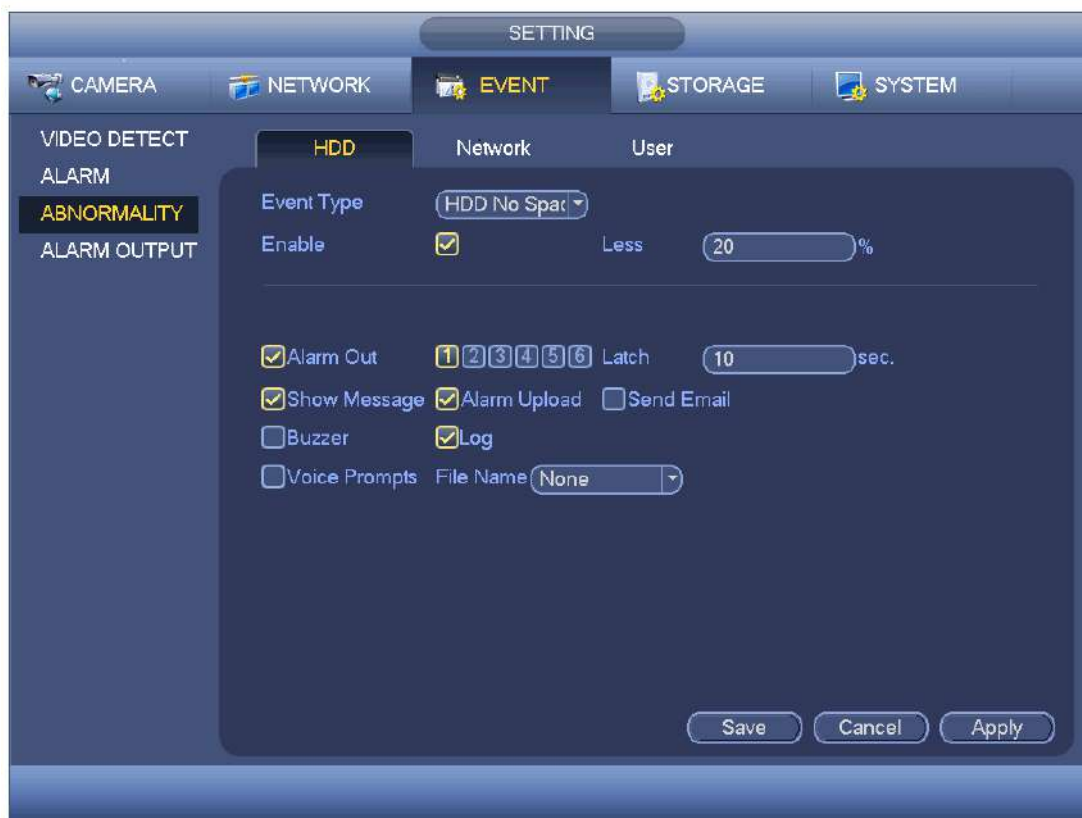 SETTING
CAMERA NETWORK EVENT STORAGE SYSTEM
VIDEO DETECT
ALARM
ABNORMALITY
ALARM OUTPUT
HDD Network User
Event Type HDD No Spac
Enable Less 20 %
Alarm Out 1 2 3 4 5 6 Latch 10 sec.
Show Message Alarm Upload Send Email
Buzzer Log
Voice Prompts File Name None
Save Cancel Apply